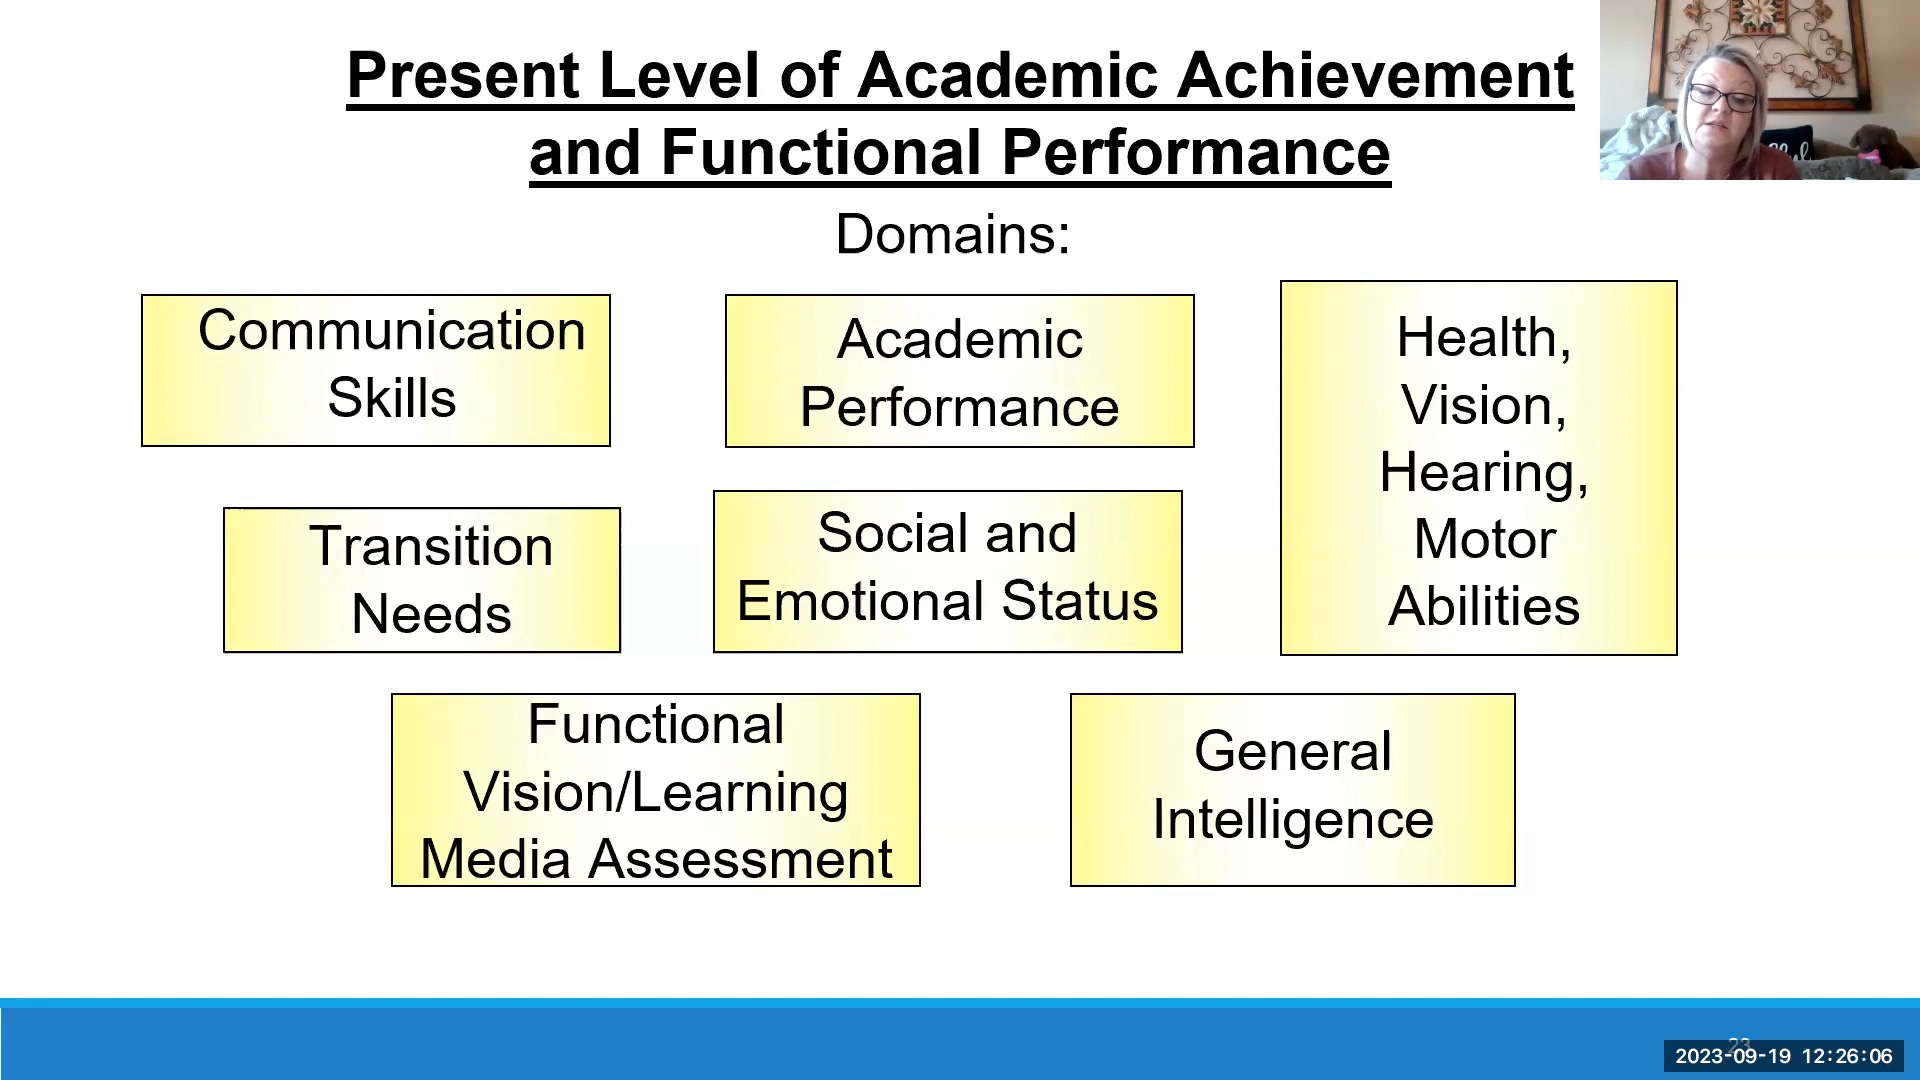 Present Level of Academic Achievement
and Functional Performance
Domains:
Communication
Skills
Academic
Performance
Health,
Vision,
Hearing,
Motor
Abilities
Transition
Needs
Social and
Emotional Status
Functional
Vision/Learning
Media Assessment
General
Intelligence
23
2023-09-19 12:26:06